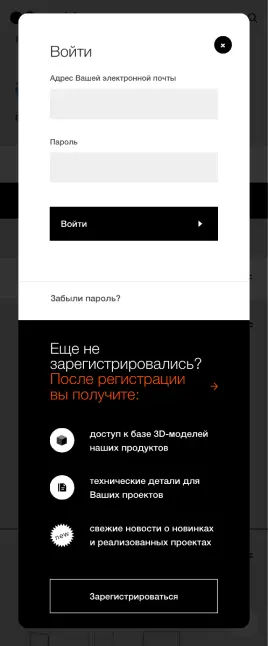 Войти
Адрес Вашей электронной почты
Пароль
Войти
Забыли пароль?
Еще не
зарегистрировались?
После регистрации
вы получите:
доступ к базе 3D-моделей
наших продуктов
технические детали для
Ваших проектов
new
свежие новости о новинках
и реализованных проектах
Зарегистрироваться